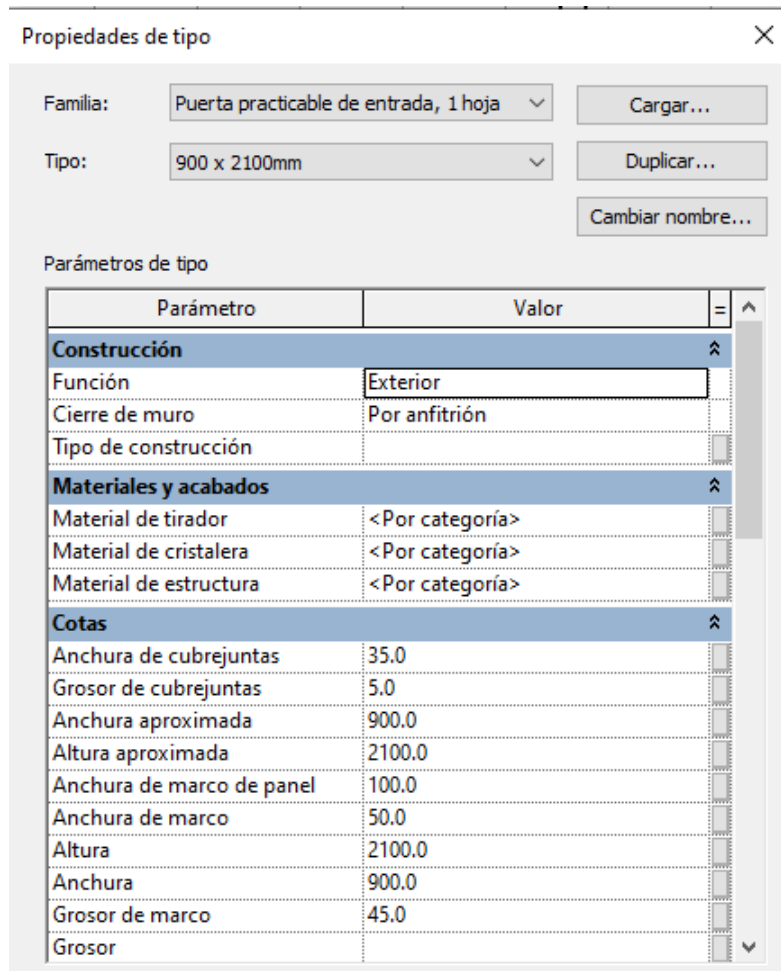 Propiedades de tipo
Familia: Puerta practicable de entrada, 1 hoja Cargar...
Tipo: 900 x 2100mm Duplicar...
Cambiar nombre...
Parámetros de tipo
Parámetro Valor =
Construcción
Función Exterior
Cierre de muro Por anfitrión
Tipo de construcción
Materiales y acabados
Material de tirador <Por categoría>
Material de cristalera <Por categoría>
Material de estructura <Por categoría>
Cotas
Anchura de cubrejuntas 35.0
Grosor de cubrejuntas 5.0
Anchura aproximada 900.0
Altura aproximada 2100.0
Anchura de marco de panel 100.0
Anchura de marco 50.0
Altura 2100.0
Anchura 900.0
Grosor de marco 45.0
Grosor